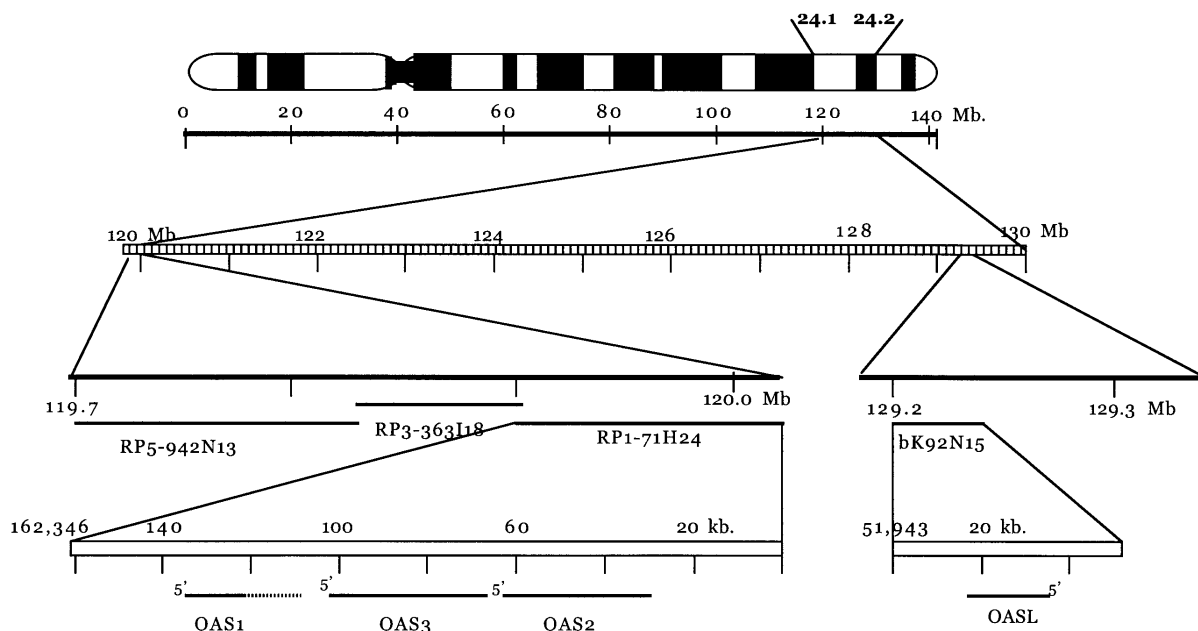 24.1 24.2
0 20 40 60 80 100 120 140 Mb.
120 Mb 122 124 126 128 130 Mb
119.7 120.0 Mb 129.2 129.3 Mb
RP5-942N13 RP3-363I18 RP1-71H24 bK92N15
162,346 140 100 60 20 kb. 51,943 20 kb.
5' 5' 5' 5'
OAS1 OAS3 OAS2 OASL